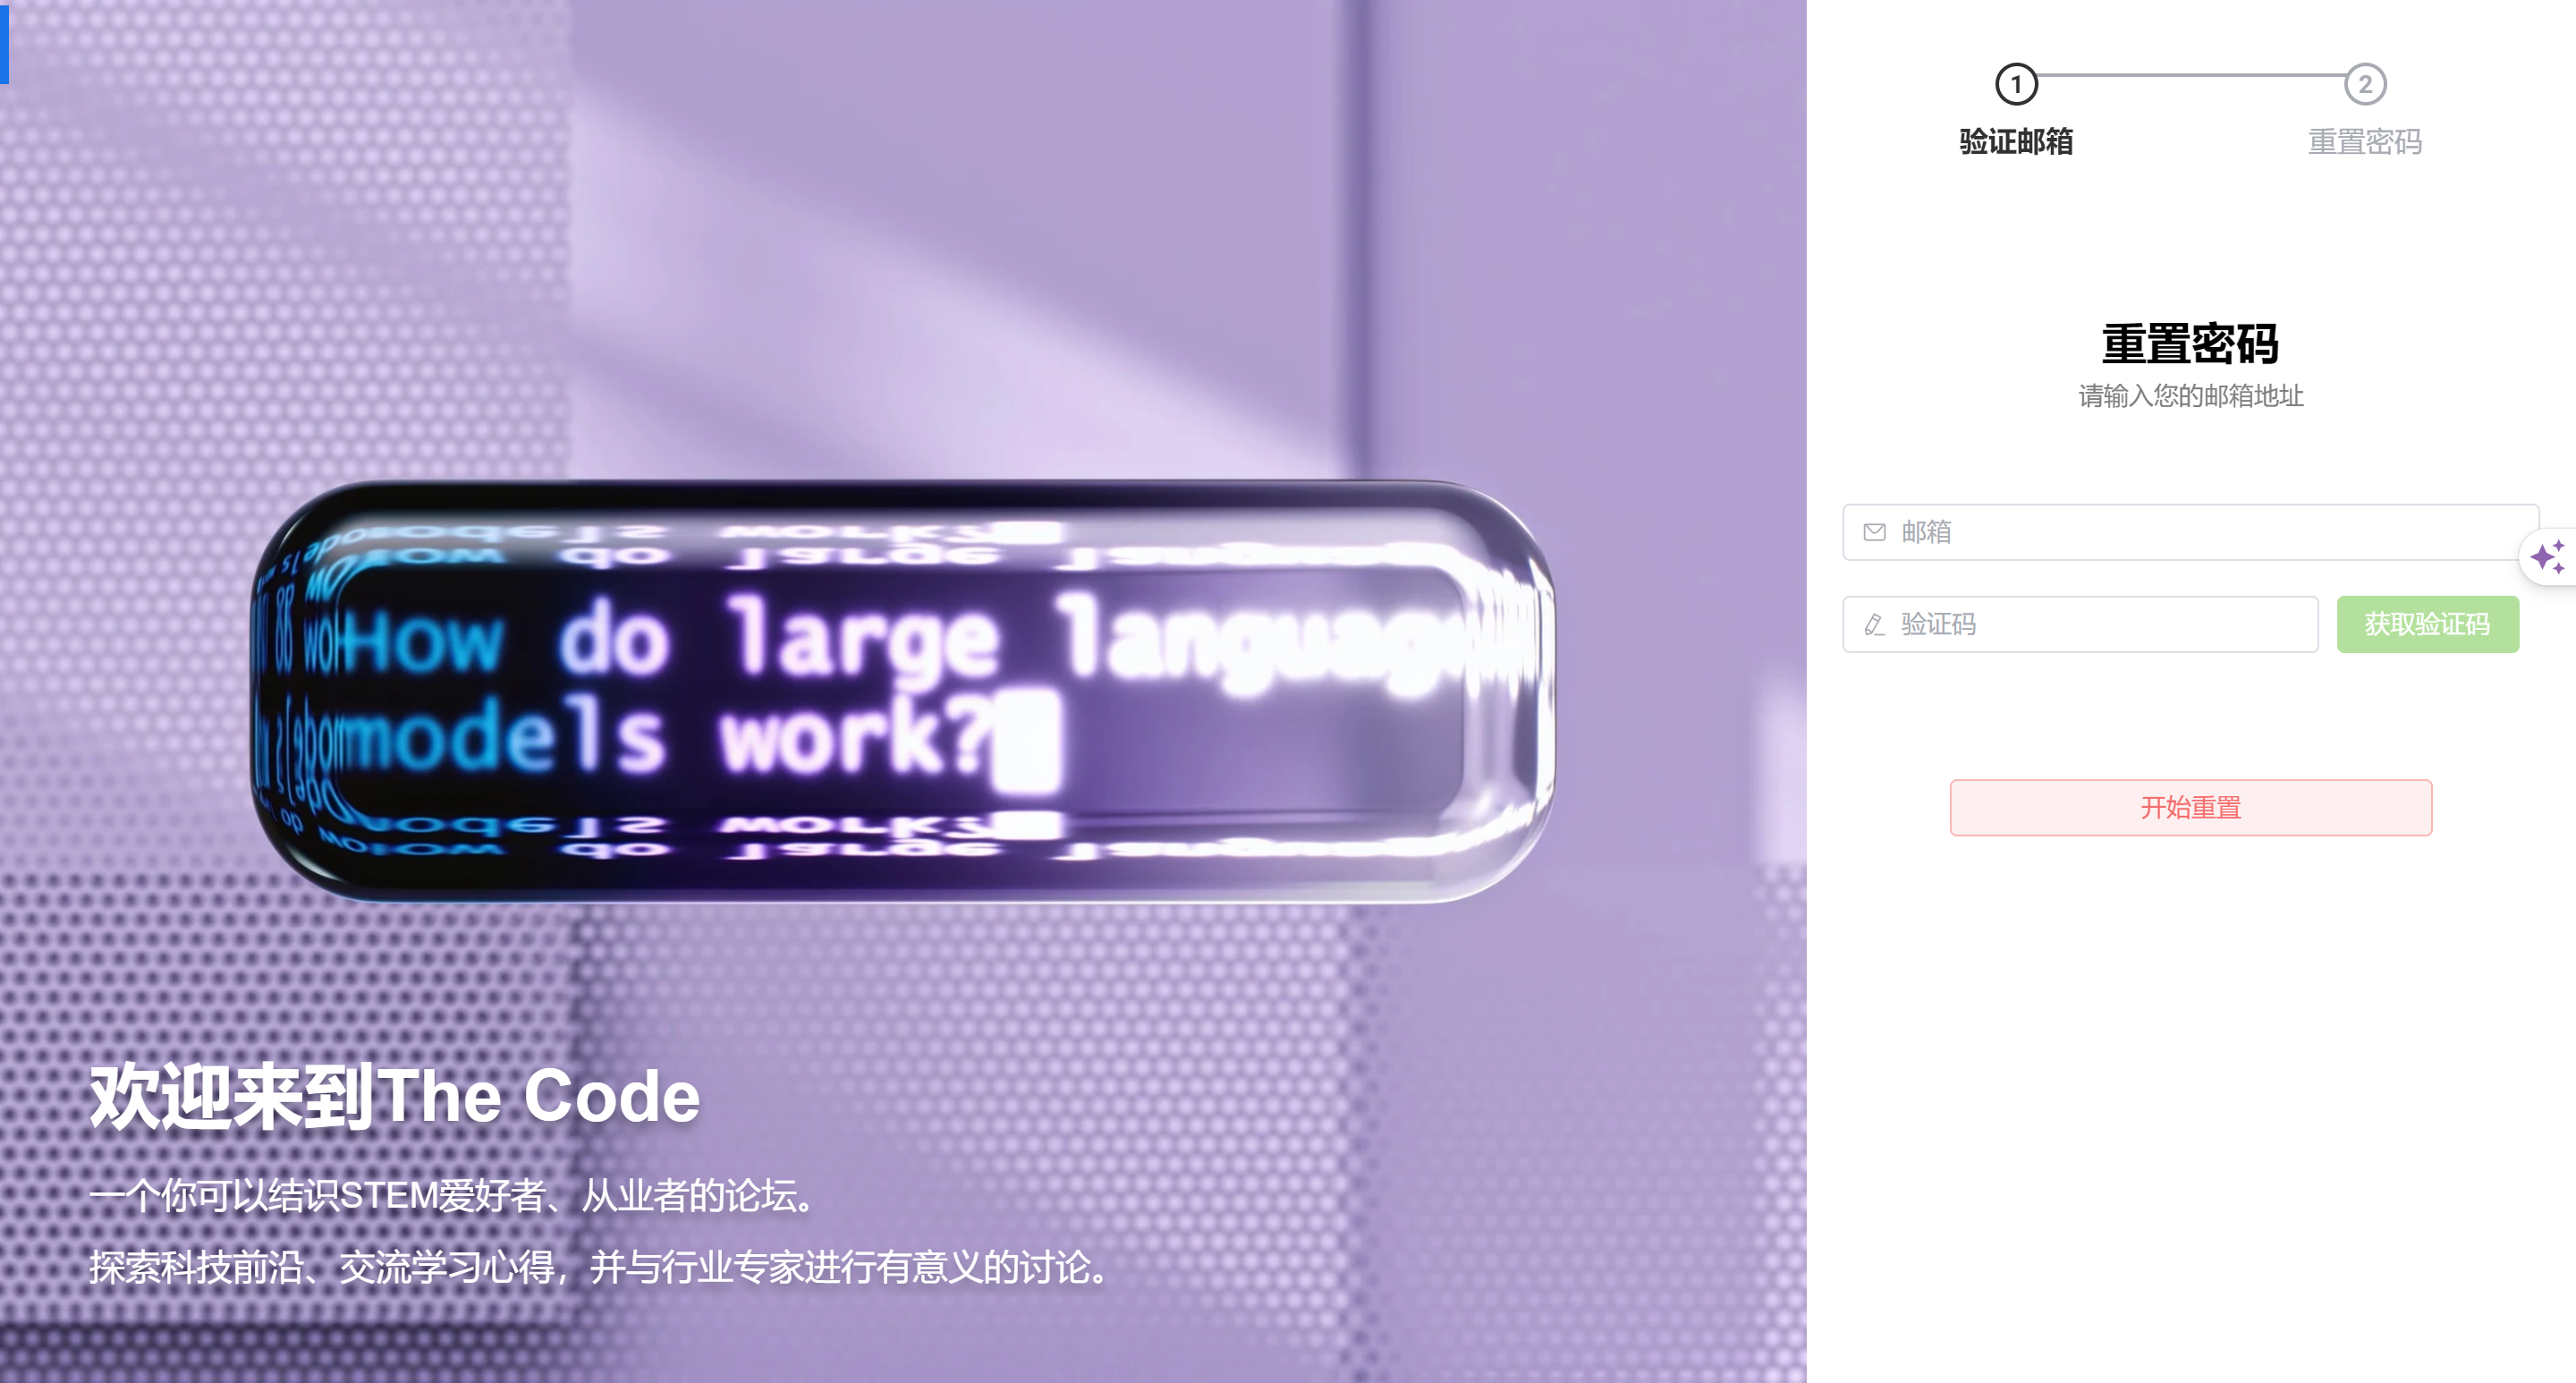 How do large language
models work?
欢迎来到The Code
一个你可以结识STEM爱好者、从业者的论坛。
探索科技前沿、交流学习心得，并与行业专家进行有意义的讨论。
1
2
验证邮箱
重置密码
重置密码
请输入您的邮箱地址
邮箱
验证码
获取验证码
开始重置